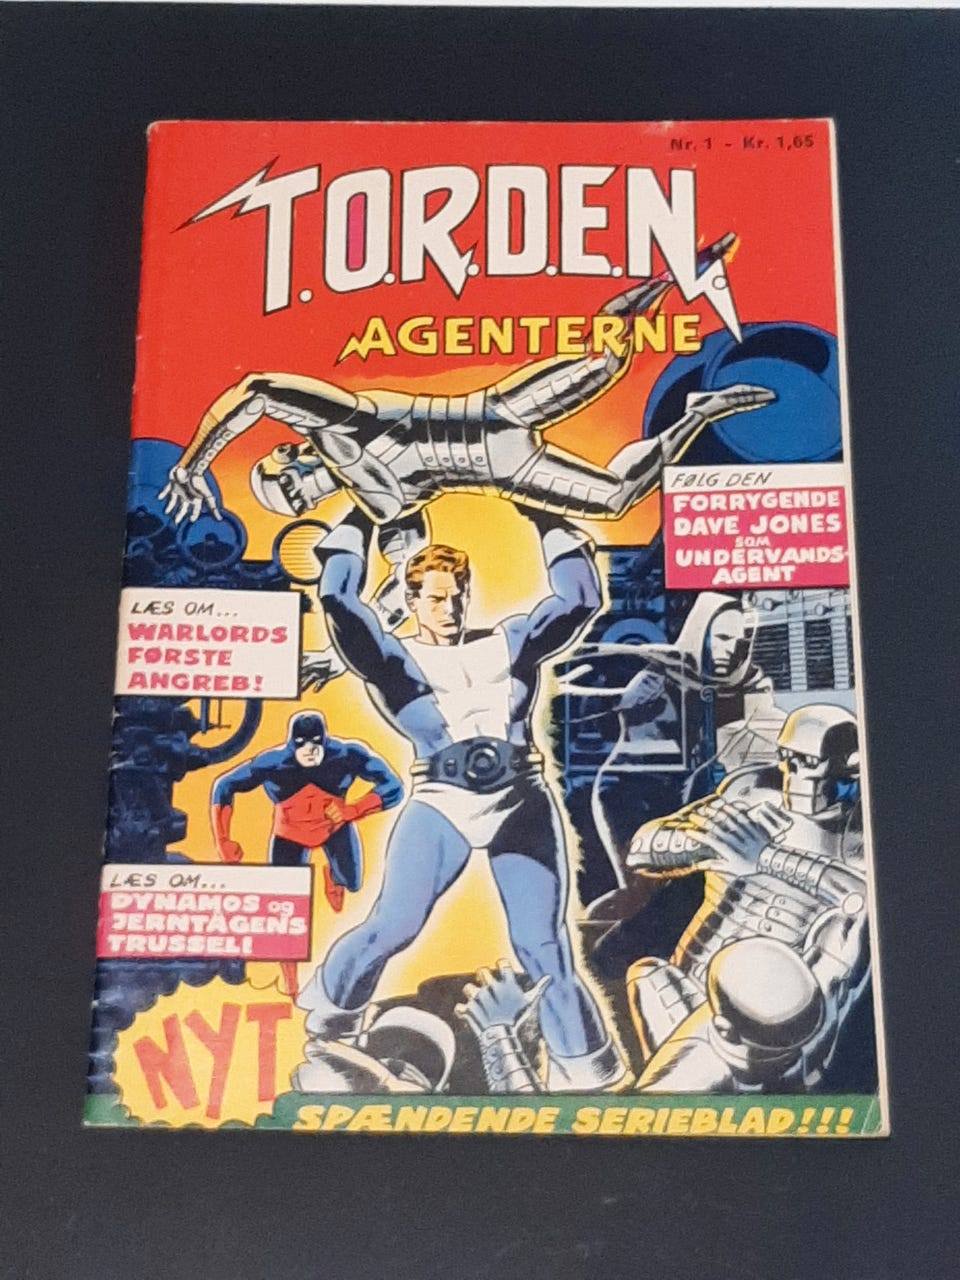 Nr. 1 - Kr. 1,65
T.O.R.D.E.N.
AGENTERNE
FØLG DEN
FORRYGENDE
DAVE JONES
SOM
UNDERVANDS-
AGENT
LÆS OM...
WARLORDS
FØRSTE
ANGREB!
LÆS OM...
DYNAMOS og
JERNTÅGENS
TRUSSEL!
NYT
SPÆNDENDE SERIEBLAD!!!